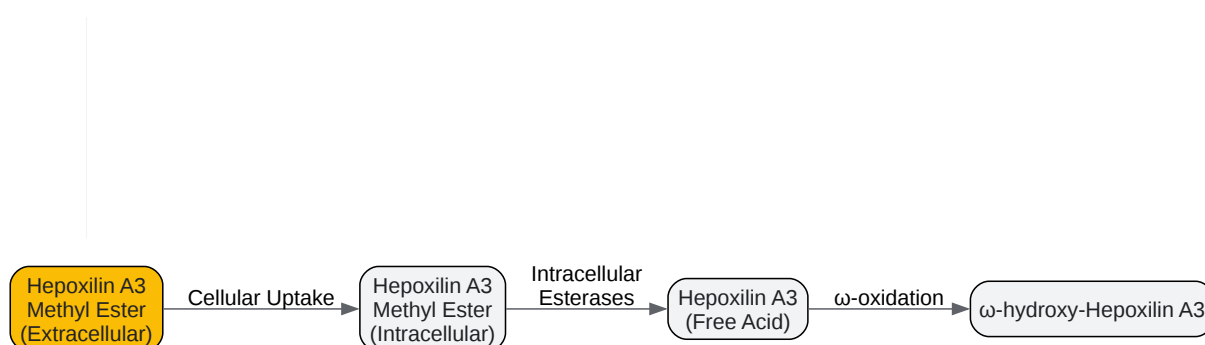 Hepoxilin A3
Methyl Ester
(Extracellular)
Cellular Uptake
Hepoxilin A3
Methyl Ester
(Intracellular)
Intracellular
Esterases
Hepoxilin A3
(Free Acid)
ω-oxidation
ω-hydroxy-Hepoxilin A3